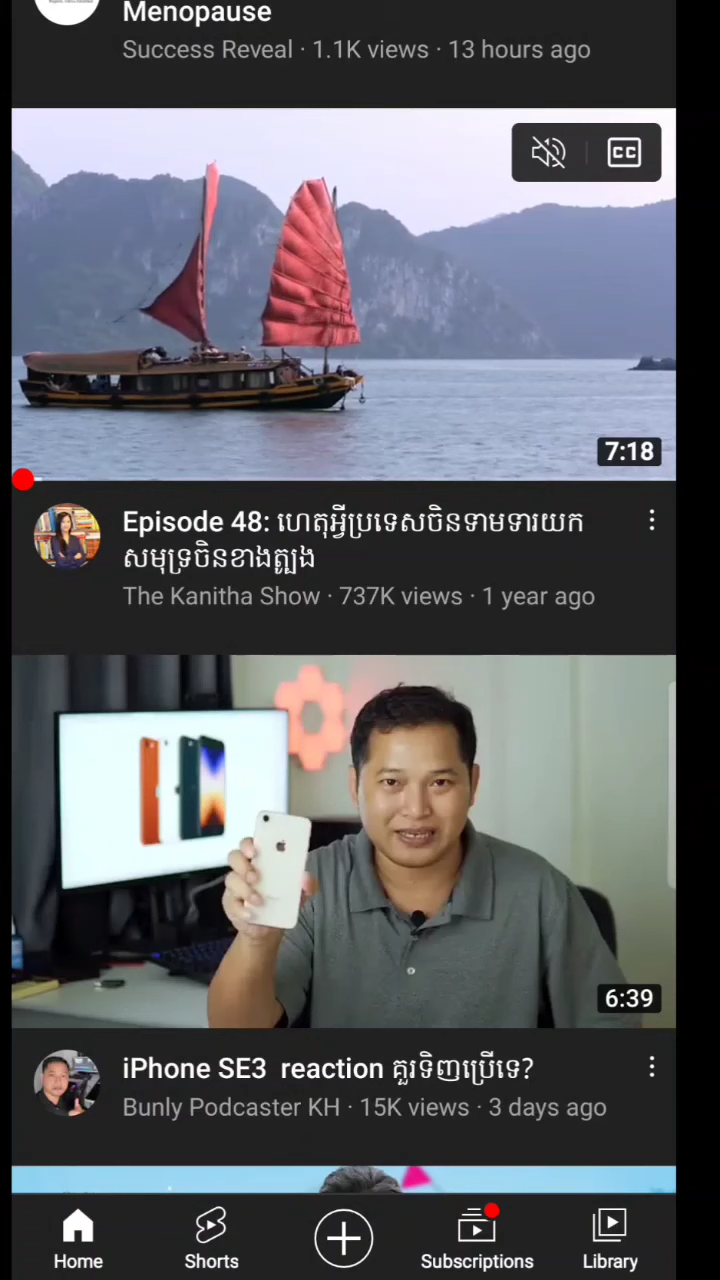 Menopause
Success Reveal · 1.1K views · 13 hours ago
CC
7:18
Episode 48: ហេតុអ្វីប្រទេសចិនទាមទារយក
សមុទ្រចិនខាងត្បូង
The Kanitha Show · 737K views · 1 year ago
6:39
iPhone SE3 reaction គួរទិញប្រើទេ?
Bunly Podcaster KH · 15K views · 3 days ago
Home
Shorts
Subscriptions
Library